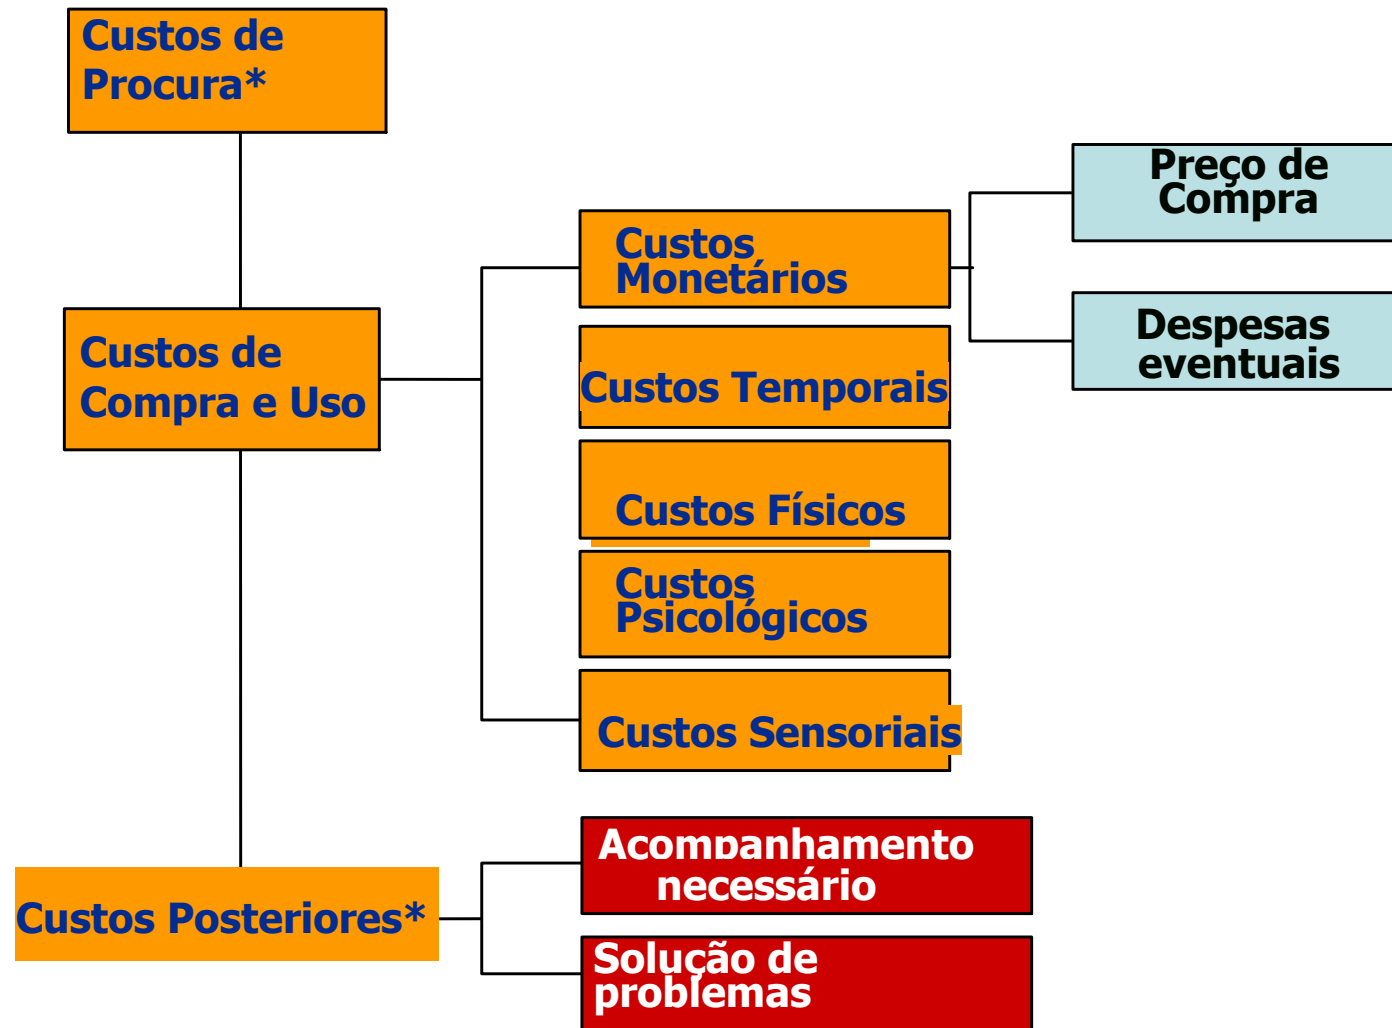 Custos de
Procura*
Preço de
Compra
Custos
Monetários
Despesas
eventuais
Custos de
Compra e Uso
Custos Temporais
Custos Físicos
Custos
Psicológicos
Custos Sensoriais
Acompanhamento
necessário
Custos Posteriores*
Solução de
problemas